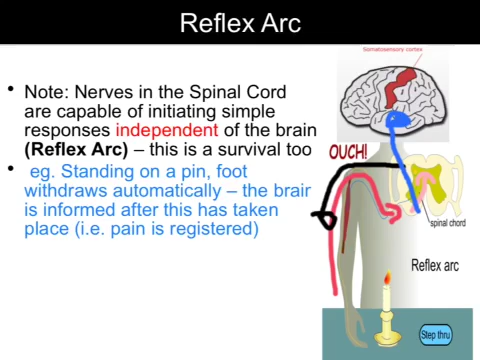 Reflex Arc
Somatosensory cortex
• Note: Nerves in the Spinal Cord
are capable of initiating simple
responses independent of the brain
(Reflex Arc) – this is a survival too
• eg. Standing on a pin, foot
withdraws automatically – the brair
is informed after this has taken
place (i.e. pain is registered)
OUCH!
spinal chord
Reflex arc
Step thru